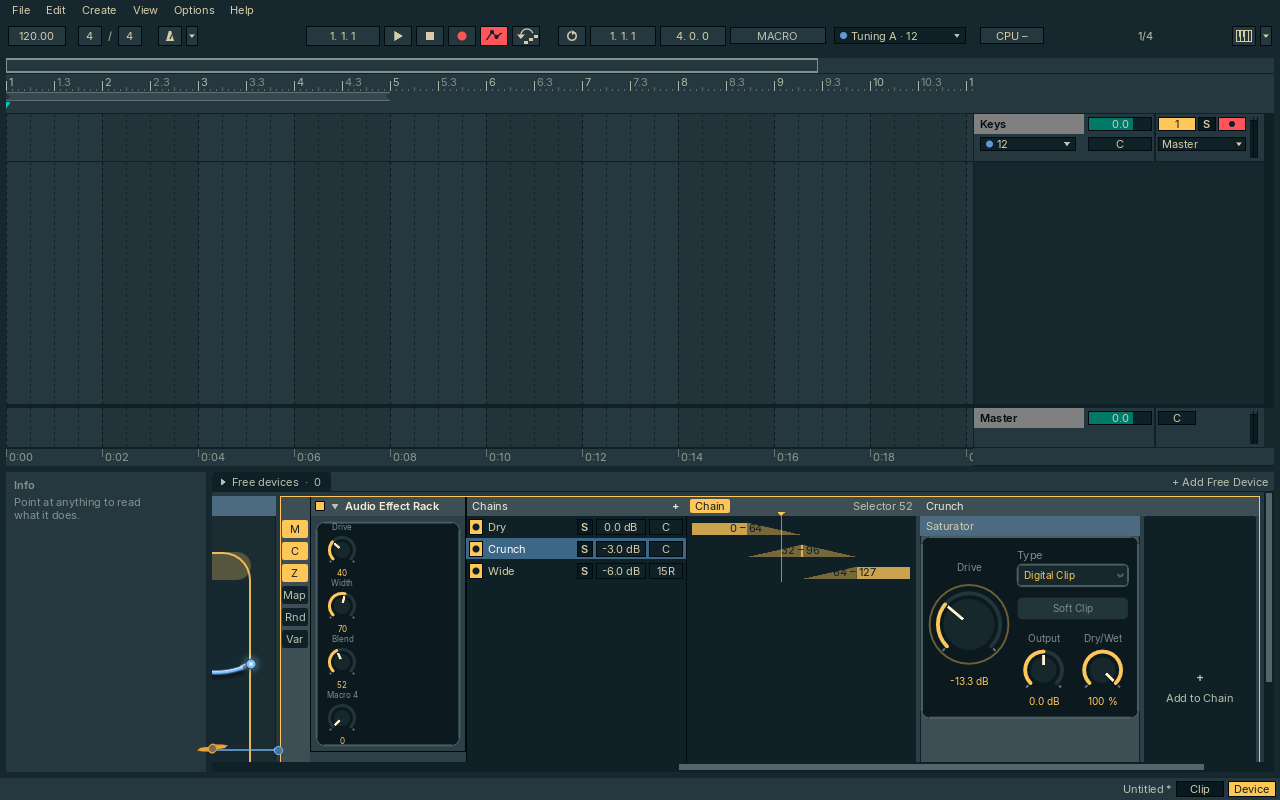 File Edit Create View Options Help
120.00 4 / 4 1. 1. 1 1. 1. 1 4. 0. 0 MACRO Tuning A · 12 CPU – 1/4
1 1.3 2 2.3 3 3.3 4 4.3 5 5.3 6 6.3 7 7.3 8 8.3 9 9.3 10 10.3 1
Keys 0.0 1 S
12 C Master
Master 0.0 C
0:00 0:02 0:04 0:06 0:08 0:10 0:12 0:14 0:16 0:18
Info
Point at anything to read
what it does.
Free devices · 0 + Add Free Device
M
C
Z
Map
Rnd
Var
Audio Effect Rack
Drive
40
Width
70
Blend
52
Macro 4
0
Chains +
Dry S 0.0 dB C
Crunch S -3.0 dB C
Wide S -6.0 dB 15R
Chain Selector 52
0 – 64
32 – 96
64 – 127
Crunch
Saturator
Drive
-13.3 dB
Type
Digital Clip
Soft Clip
Output Dry/Wet
0.0 dB 100 %
+
Add to Chain
Untitled * Clip Device